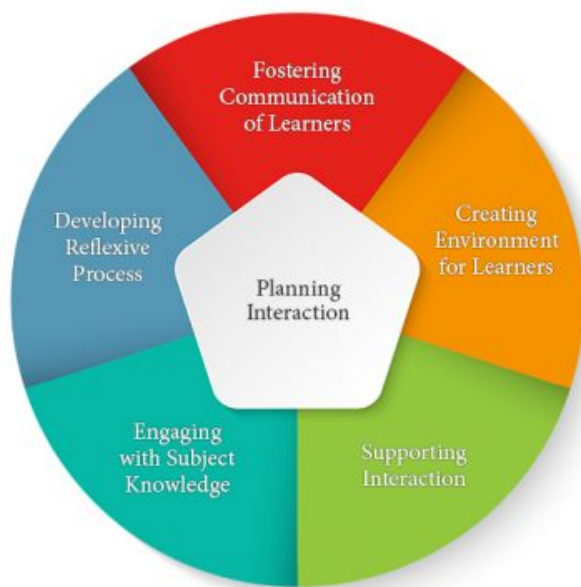 Fostering
Communication
of Learners
Creating
Environment
for Learners
Supporting
Interaction
Engaging
with Subject
Knowledge
Developing
Reflexive
Process
Planning
Interaction